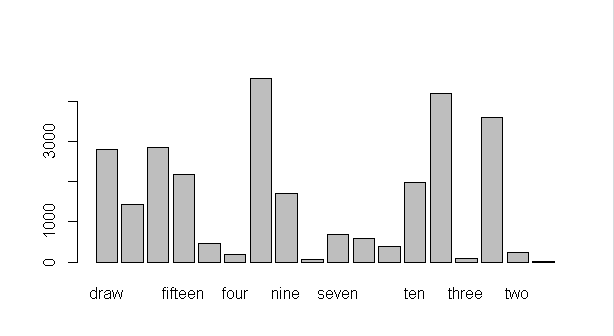 3000
1000
0
draw fifteen four nine seven ten three two